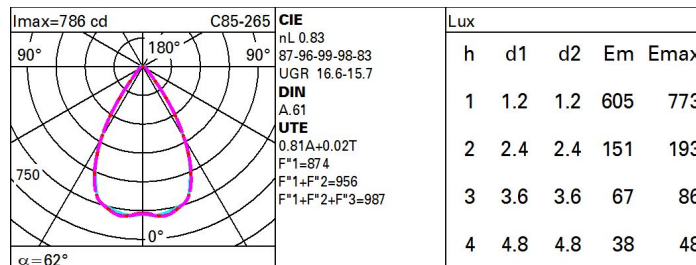 Imax=786 cd C85-265
90° 180° 90°
750
0°
α=62°
CIE
nL 0.83
87-96-99-98-83
UGR 16.6-15.7
DIN
A.61
UTE
0.81A+0.02T
F"1=874
F"1+F"2=956
F"1+F"2+F"3=987
Lux
h d1 d2 Em Emax
1 1.2 1.2 605 773
2 2.4 2.4 151 193
3 3.6 3.6 67 86
4 4.8 4.8 38 48